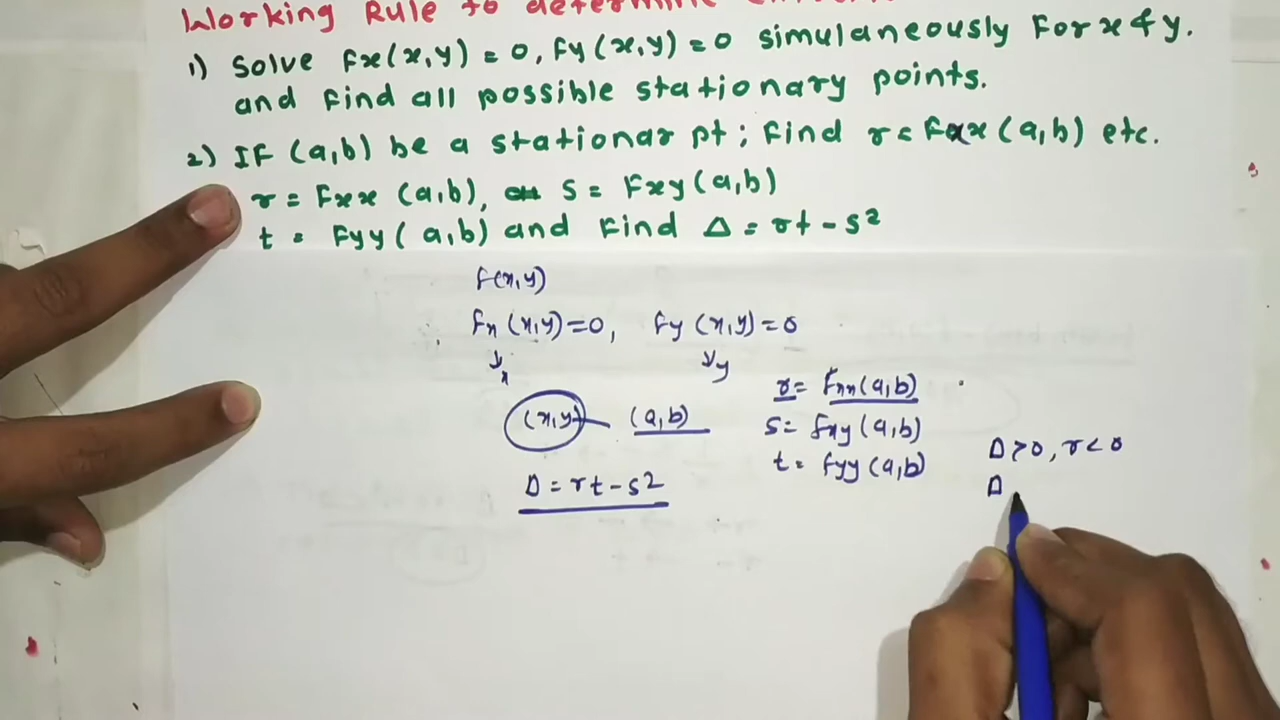 Working Rule to determine
1) Solve Fx(x,y) = 0, Fy(x,y) = 0 simulaneously For x & y.
and Find all possible stationary points.
2) IF (a,b) be a stationar pt; Find r = Fxx (a,b) etc.
r = Fxx (a,b), s = Fxy(a,b)
t = Fyy(a,b) and Find Δ = rt - s²
F(x,y)
Fx (x,y) = 0, Fy (x,y) = 0
x y
r = Fxx(a,b)
(x,y) (a,b) s = Fxy(a,b)
Δ>0, r<0
t = Fyy(a,b)
Δ = rt - s² Δ